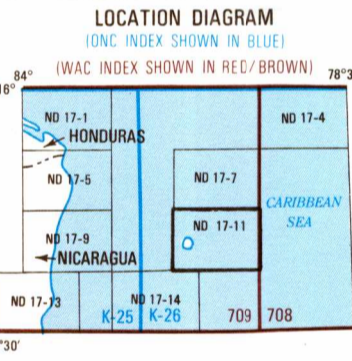 LOCATION DIAGRAM
(ONC INDEX SHOWN IN BLUE)
(WAC INDEX SHOWN IN RED/BROWN)
84° 78°3
16°
ND 17-1 ND 17-4
HONDURAS
ND 17-5 ND 17-7
CARIBBEAN
SEA
ND 17-9 ND 17-11
NICARAGUA
ND 17-13 ND 17-14
K-25 K-26 709 708
°30'